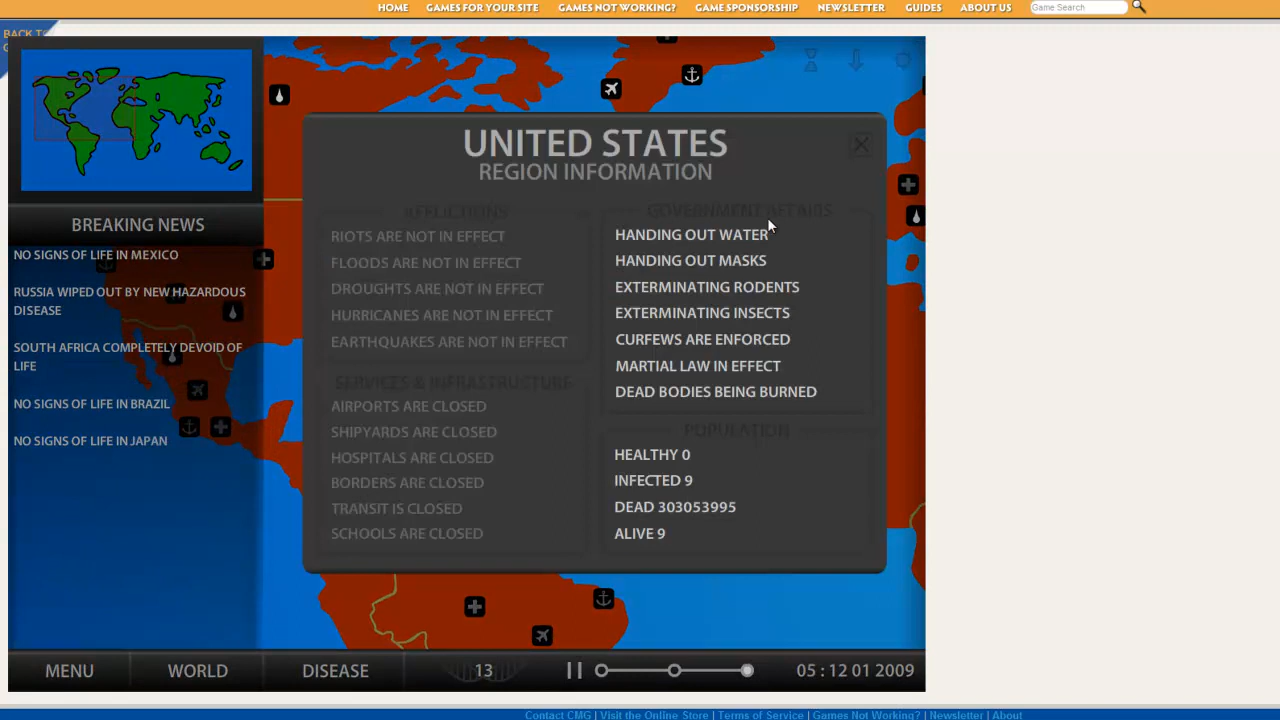 HOME GAMES FOR YOUR SITE GAMES NOT WORKING? GAME SPONSORSHIP NEWSLETTER GUIDES ABOUT US Game Search
BACK TO
UNITED STATES
REGION INFORMATION
AFFLICTIONS
RIOTS ARE NOT IN EFFECT
FLOODS ARE NOT IN EFFECT
DROUGHTS ARE NOT IN EFFECT
HURRICANES ARE NOT IN EFFECT
EARTHQUAKES ARE NOT IN EFFECT
SERVICES & INFRASTRUCTURE
AIRPORTS ARE CLOSED
SHIPYARDS ARE CLOSED
HOSPITALS ARE CLOSED
BORDERS ARE CLOSED
TRANSIT IS CLOSED
SCHOOLS ARE CLOSED
GOVERNMENT AFFAIRS
HANDING OUT WATER
HANDING OUT MASKS
EXTERMINATING RODENTS
EXTERMINATING INSECTS
CURFEWS ARE ENFORCED
MARTIAL LAW IN EFFECT
DEAD BODIES BEING BURNED
POPULATION
HEALTHY 0
INFECTED 9
DEAD 303053995
ALIVE 9
BREAKING NEWS
NO SIGNS OF LIFE IN MEXICO
RUSSIA WIPED OUT BY NEW HAZARDOUS
DISEASE
SOUTH AFRICA COMPLETELY DEVOID OF
LIFE
NO SIGNS OF LIFE IN BRAZIL
NO SIGNS OF LIFE IN JAPAN
MENU WORLD DISEASE 13 05 : 12 01 2009
Contact CMG | Visit the Online Store | Terms of Service | Games Not Working? | Newsletter | About